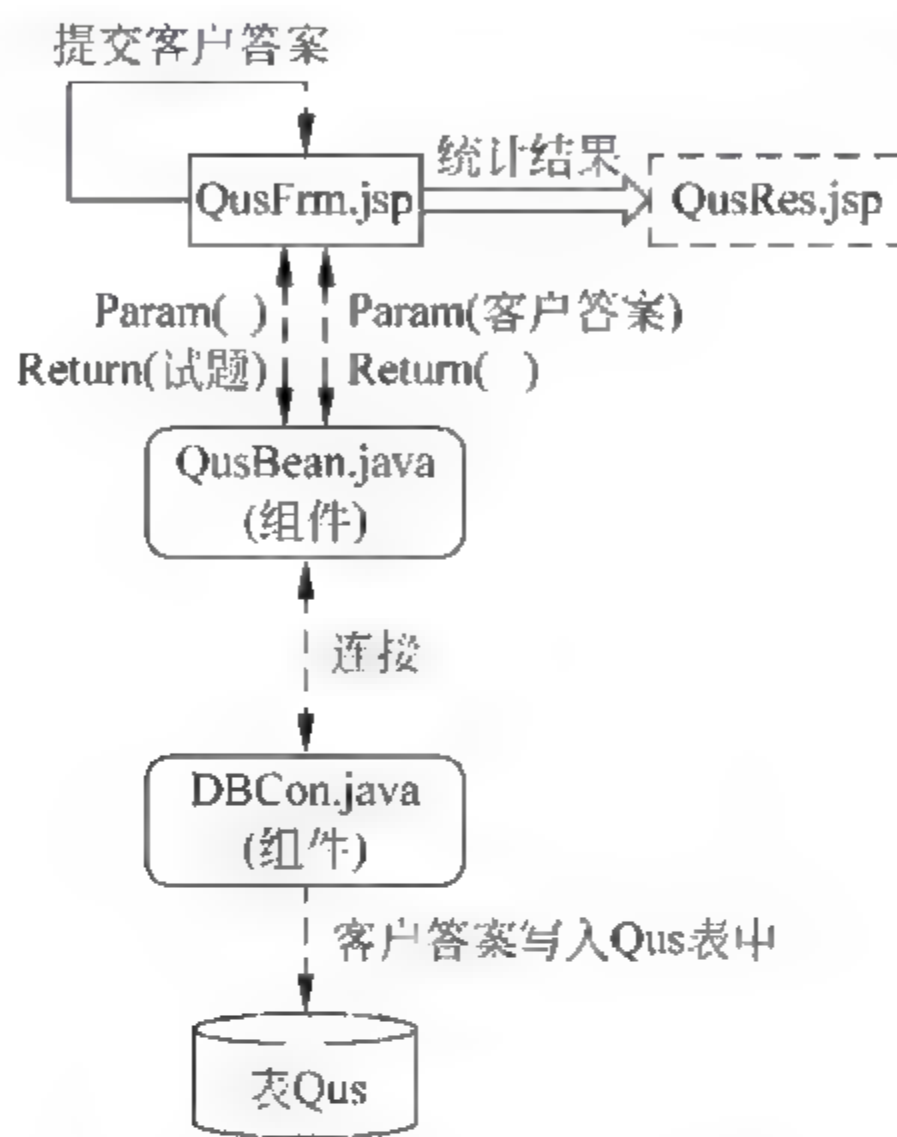 提交客户答案
QusFrm.jsp
统计结果
QusRes.jsp
Param( )
Return(试题)
Param(客户答案)
Return( )
QusBean.java
(组件)
连接
DBCon.java
(组件)
客户答案写入Qus表中
表Qus